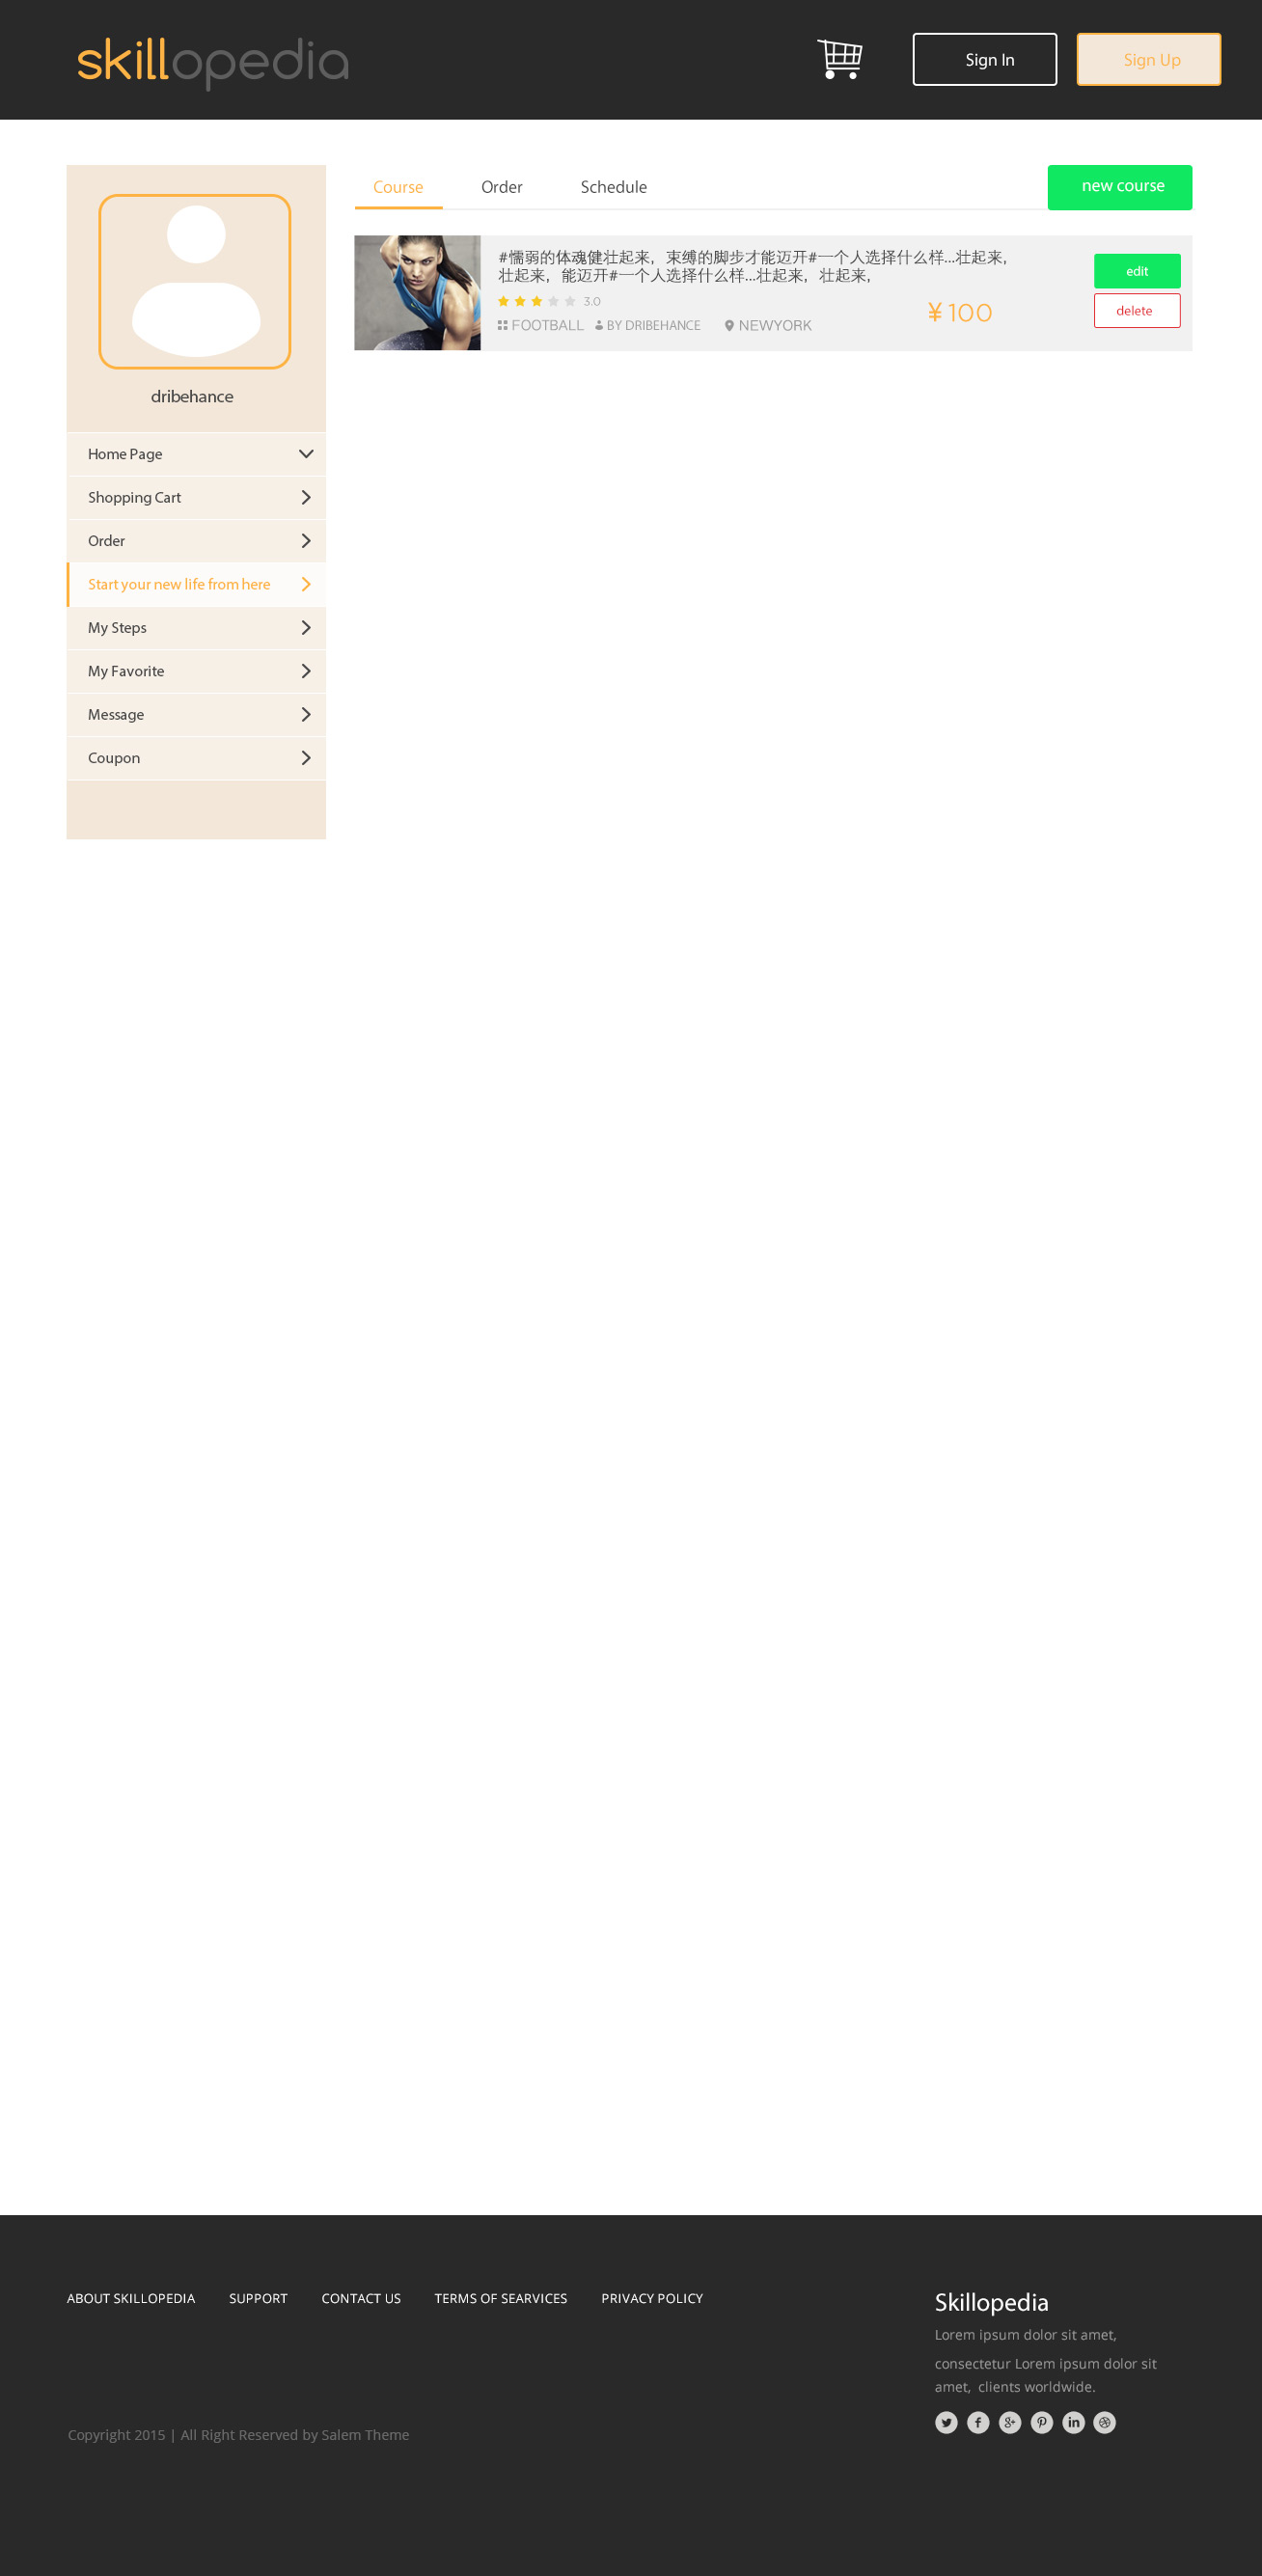 skillopedia
Sign In
Sign Up
Course
Order
Schedule
new course
#懦弱的体魂健壮起来，束缚的脚步才能迈开#一个人选择什么样...壮起来，
壮起来，能迈开#一个人选择什么样...壮起来，壮起来，
3.0
¥ 100
FOOTBALL
BY DRIBEHANCE
NEWYORK
edit
delete
dribehance
Home Page
Shopping Cart
Order
Start your new life from here
My Steps
My Favorite
Message
Coupon
ABOUT SKILLOPEDIA
SUPPORT
CONTACT US
TERMS OF SEARVICES
PRIVACY POLICY
Skillopedia
Lorem ipsum dolor sit amet,
consectetur Lorem ipsum dolor sit
amet, clients worldwide.
Copyright 2015 | All Right Reserved by Salem Theme